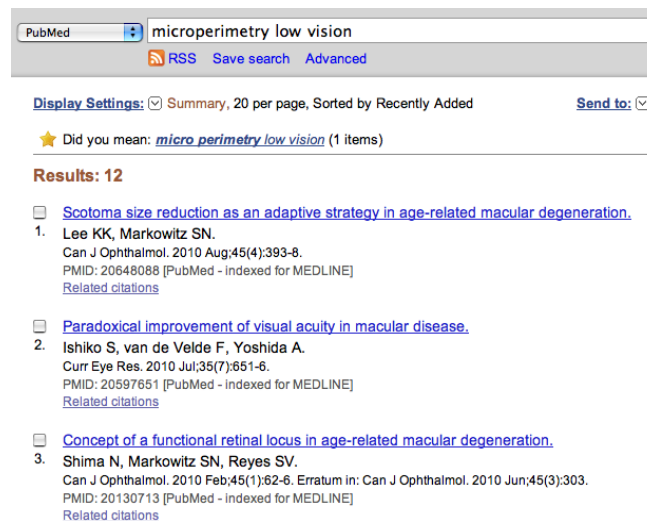 PubMed microperimetry low vision
RSS Save search Advanced
Display Settings: Summary, 20 per page, Sorted by Recently Added Send to:
Did you mean: micro perimetry low vision (1 items)
Results: 12
Scotoma size reduction as an adaptive strategy in age-related macular degeneration.
1. Lee KK, Markowitz SN.
Can J Ophthalmol. 2010 Aug;45(4):393-8.
PMID: 20648088 [PubMed - indexed for MEDLINE]
Related citations
Paradoxical improvement of visual acuity in macular disease.
2. Ishiko S, van de Velde F, Yoshida A.
Curr Eye Res. 2010 Jul;35(7):651-6.
PMID: 20597651 [PubMed - indexed for MEDLINE]
Related citations
Concept of a functional retinal locus in age-related macular degeneration.
3. Shima N, Markowitz SN, Reyes SV.
Can J Ophthalmol. 2010 Feb;45(1):62-6. Erratum in: Can J Ophthalmol. 2010 Jun;45(3):303.
PMID: 20130713 [PubMed - indexed for MEDLINE]
Related citations